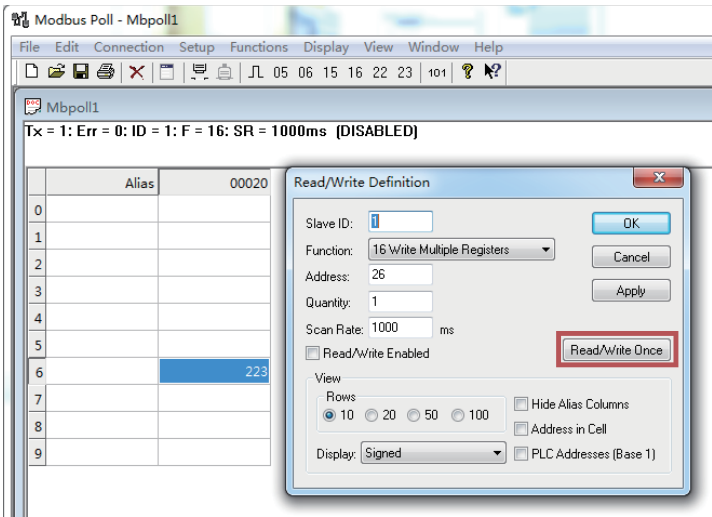 Modbus Poll - Mbpoll1
File Edit Connection Setup Functions Display View Window Help
05 06 15 16 22 23 101
Mbpoll1
Tx = 1: Err = 0: ID = 1: F = 16: SR = 1000ms (DISABLED)
Alias 00020
0
1
2
3
4
5
6 223
7
8
9
Read/Write Definition
Slave ID: 1
OK
Function: 16 Write Multiple Registers
Cancel
Address: 26
Apply
Quantity: 1
Scan Rate: 1000 ms
Read/Write Enabled
Read/Write Once
View
Rows
10 20 50 100
Hide Alias Columns
Address in Cell
Display: Signed
PLC Addresses (Base 1)